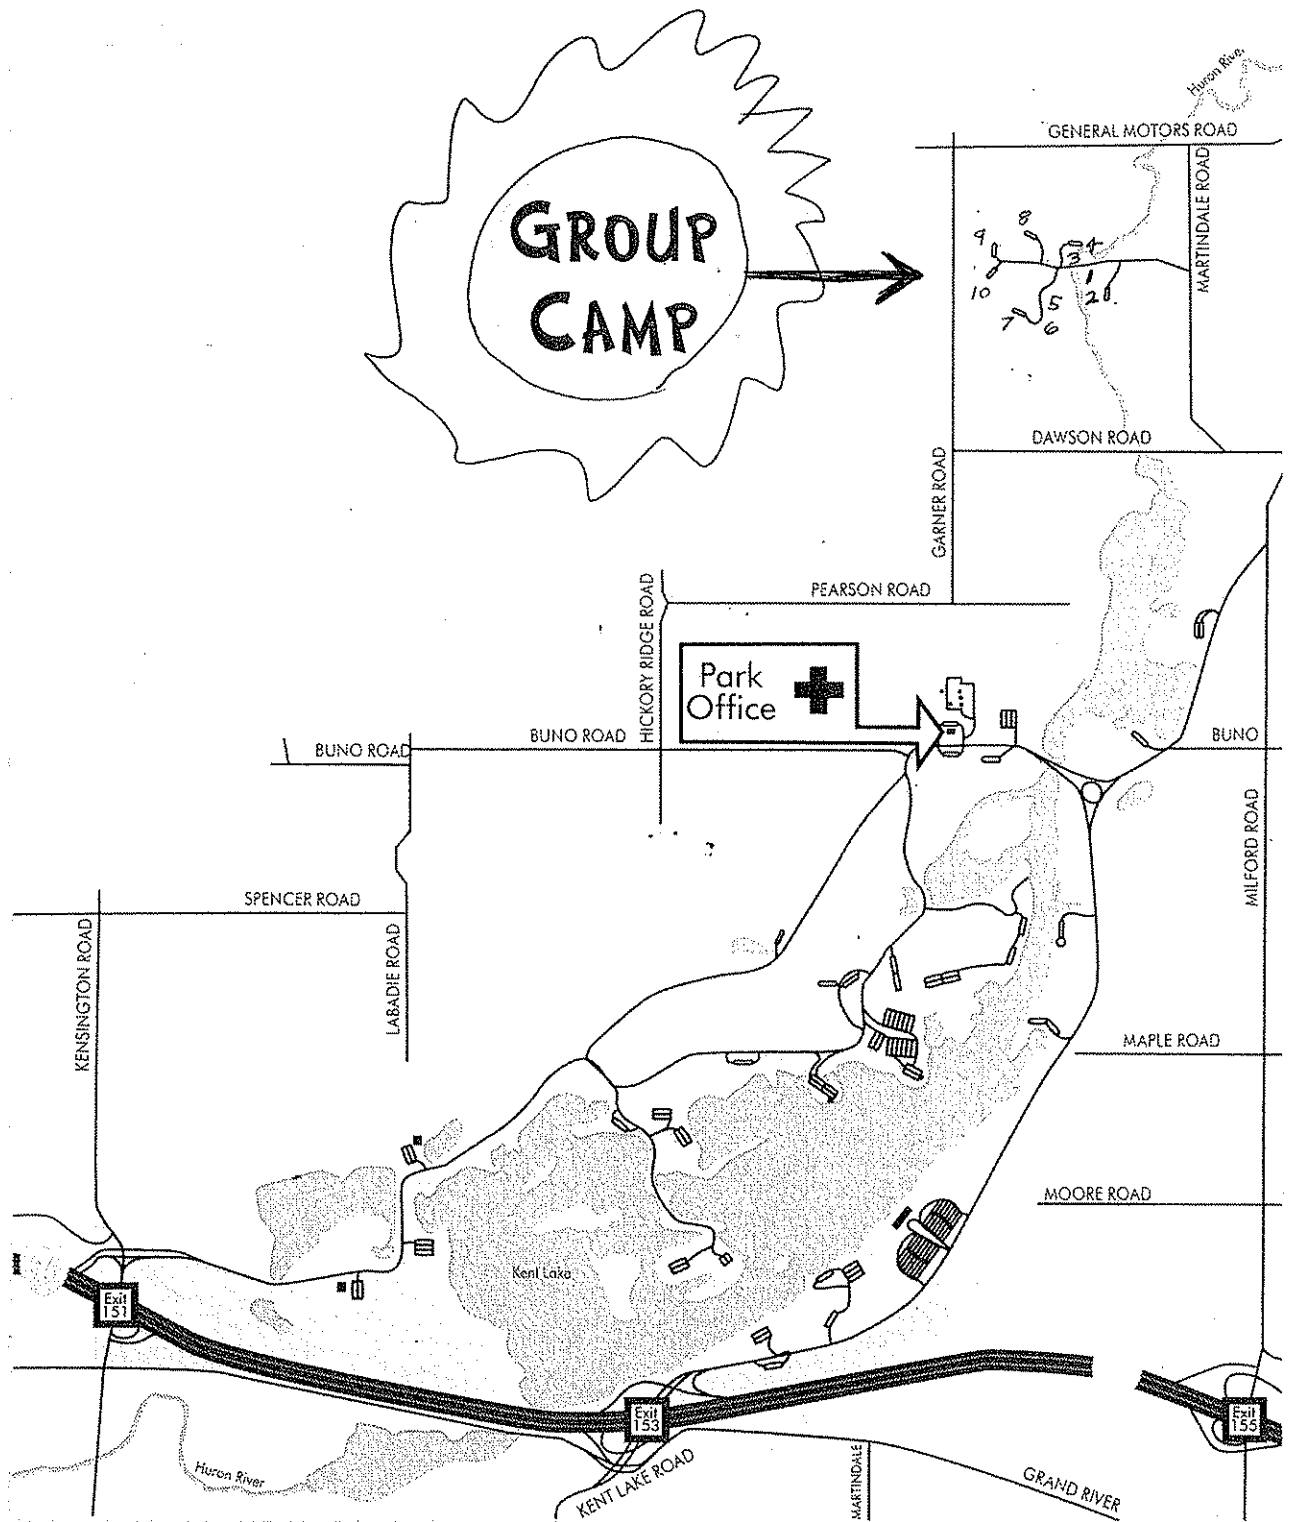 Huron River
GENERAL MOTORS ROAD
MARTINDALE ROAD
GROUP
CAMP
8
9
4
3
10
1
2
5
7
6
DAWSON ROAD
GARNER ROAD
PEARSON ROAD
HICKORY RIDGE ROAD
Park
Office
BUNO ROAD
BUNO ROAD
BUNO
MILFORD ROAD
SPENCER ROAD
KENSINGTON ROAD
LABADIE ROAD
MAPLE ROAD
MOORE ROAD
Kent Lake
Exit
151
Exit
153
Exit
155
Huron River
KENT LAKE ROAD
MARTINDALE
GRAND RIVER